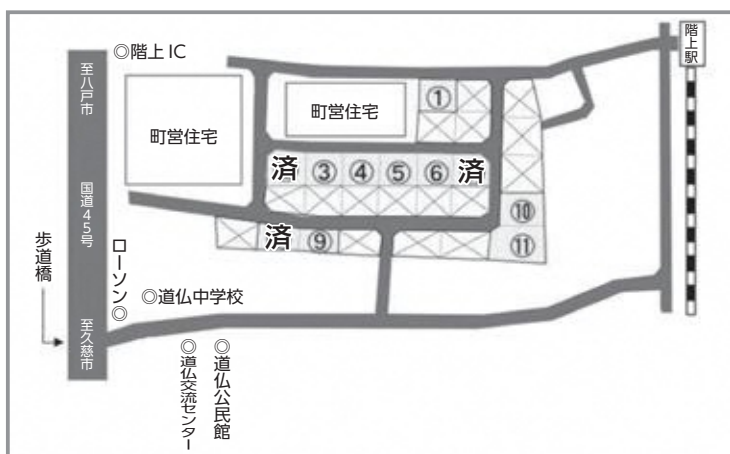 ◎階上IC
階上駅
至八戸市
町営住宅
町営住宅
①
済
③
④
⑤
⑥
済
国道45号
⑩
済
⑨
⑪
歩道橋
ローソン◎
◎道仏中学校
至久慈市
◎道仏交流センター
◎道仏公民館